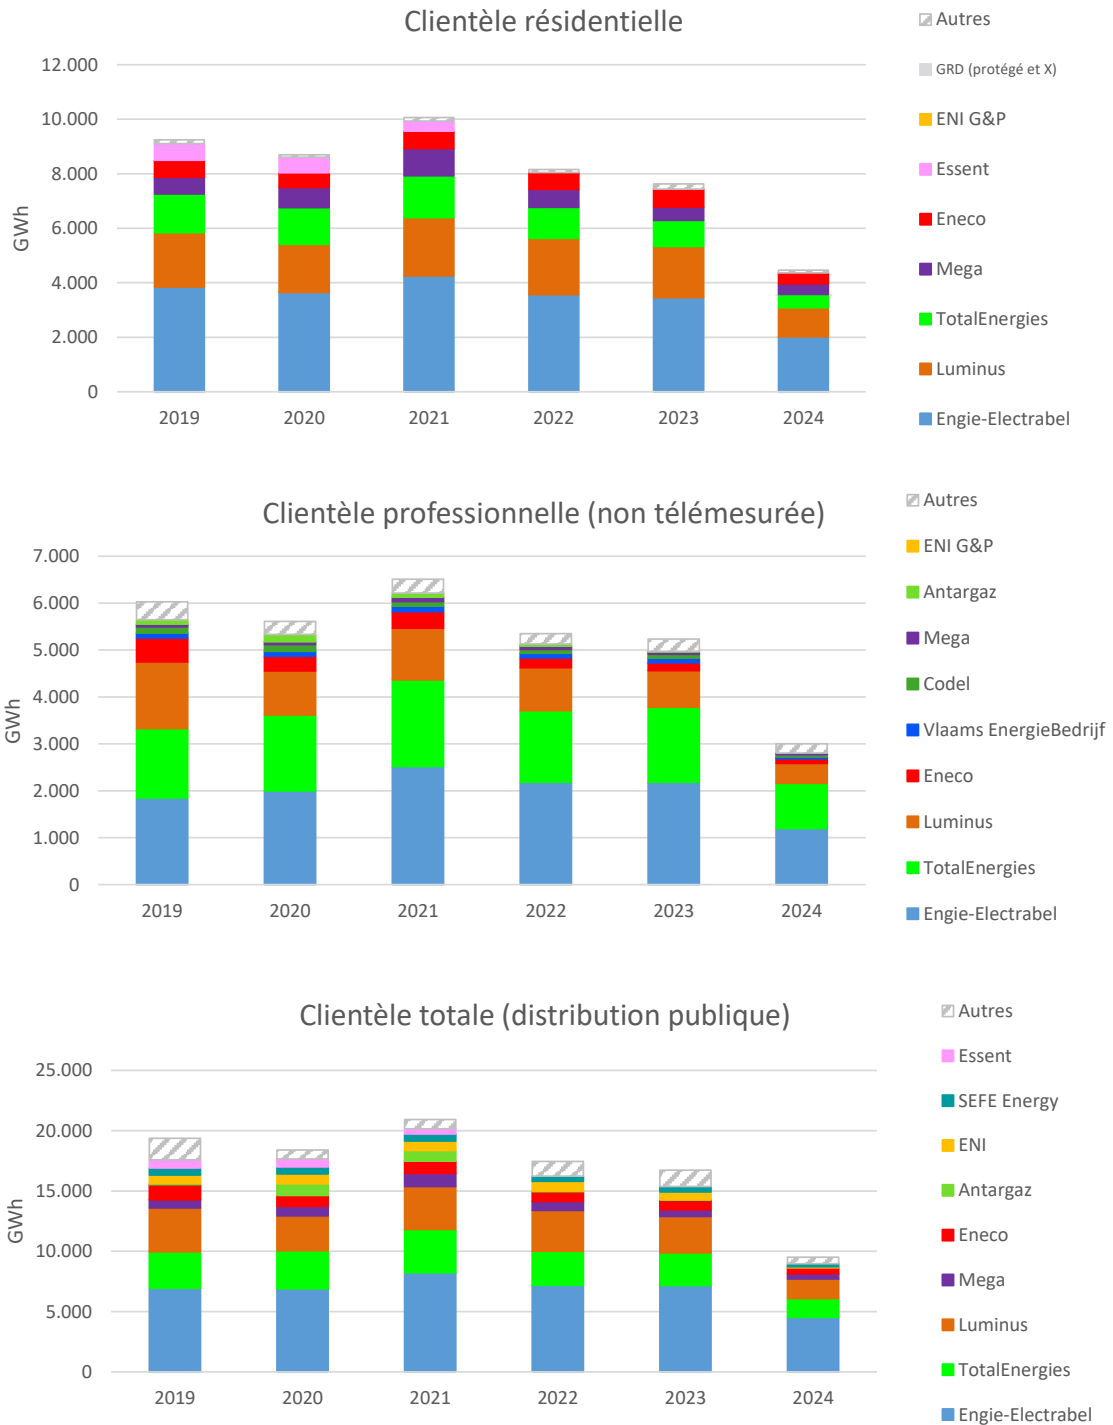 Clientèle résidentielle
GWh
12.000
10.000
8.000
6.000
4.000
2.000
0
2019 2020 2021 2022 2023 2024
Autres
GRD (protégé et X)
ENI G&P
Essent
Eneco
Mega
TotalEnergies
Luminus
Engie-Electrabel
Clientèle professionnelle (non télémesurée)
GWh
7.000
6.000
5.000
4.000
3.000
2.000
1.000
0
2019 2020 2021 2022 2023 2024
Autres
ENI G&P
Antargaz
Mega
Codel
Vlaams EnergieBedrijf
Eneco
Luminus
TotalEnergies
Engie-Electrabel
Clientèle totale (distribution publique)
GWh
25.000
20.000
15.000
10.000
5.000
0
2019 2020 2021 2022 2023 2024
Autres
Essent
SEFE Energy
ENI
Antargaz
Eneco
Mega
Luminus
TotalEnergies
Engie-Electrabel